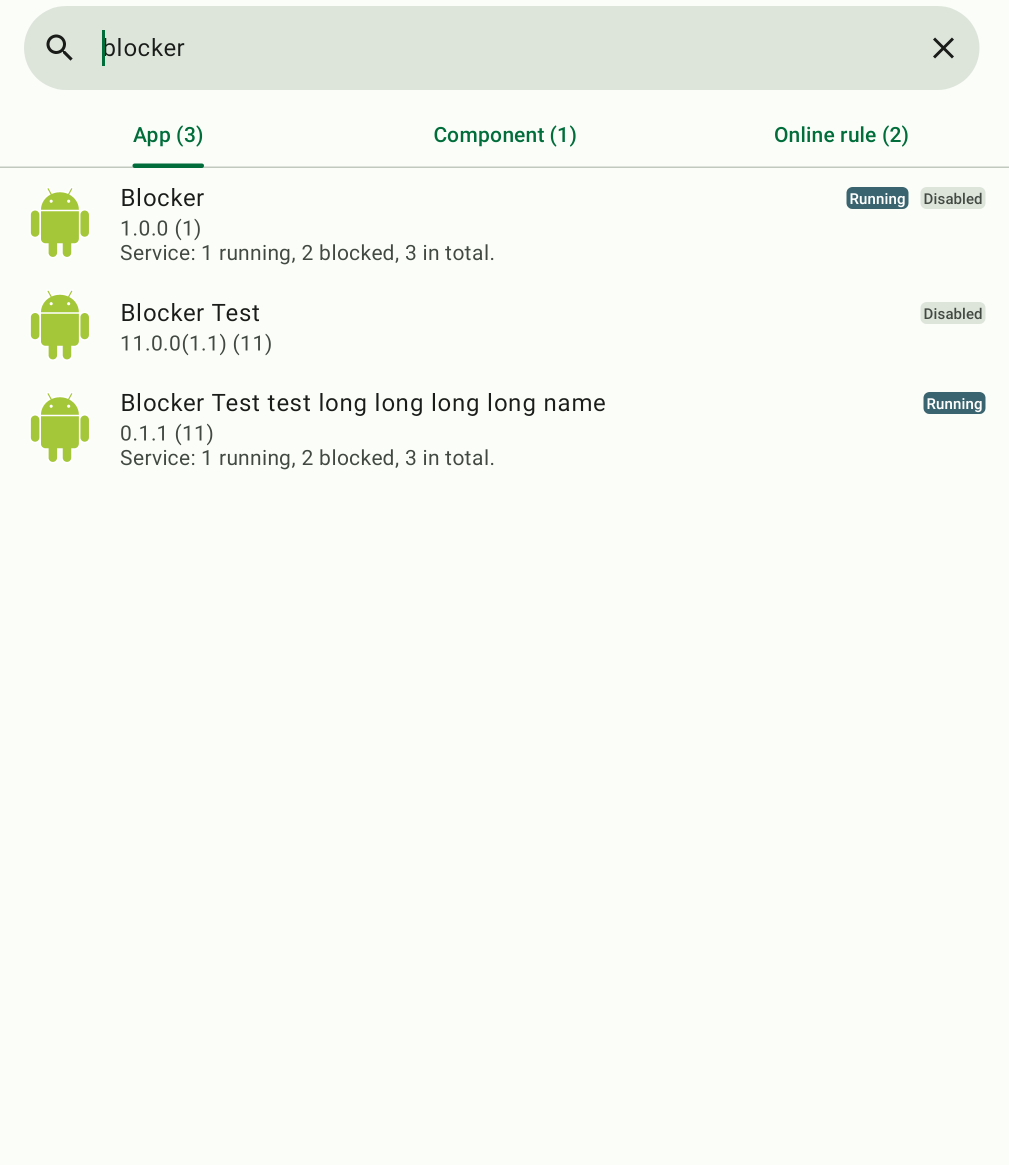 blocker
App (3) Component (1) Online rule (2)
Blocker Running Disabled
1.0.0 (1)
Service: 1 running, 2 blocked, 3 in total.
Blocker Test Disabled
11.0.0(1.1) (11)
Blocker Test test long long long long name Running
0.1.1 (11)
Service: 1 running, 2 blocked, 3 in total.